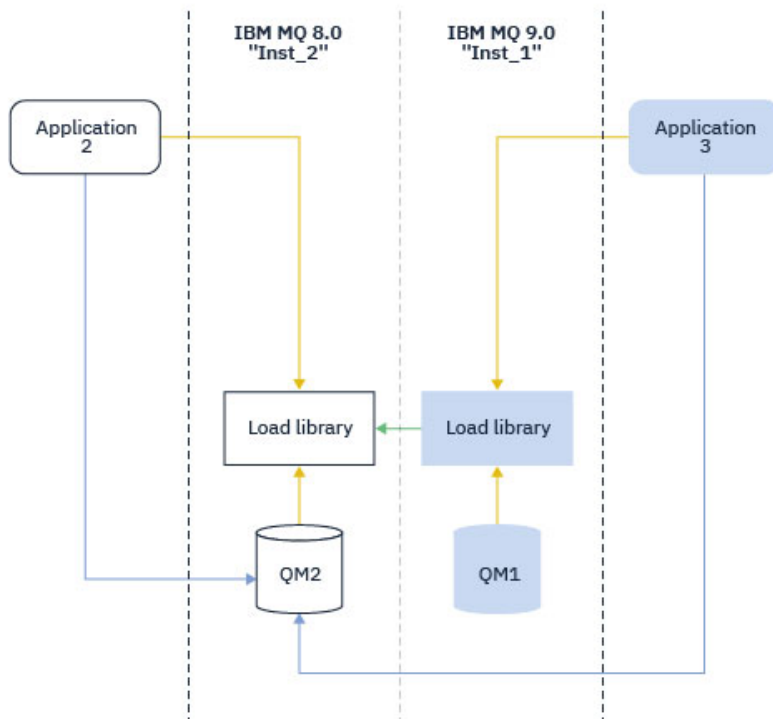 IBM MQ 8.0
"Inst_2"
IBM MQ 9.0
"Inst_1"
Application
2
Application
3
Load library
Load library
QM2
QM1